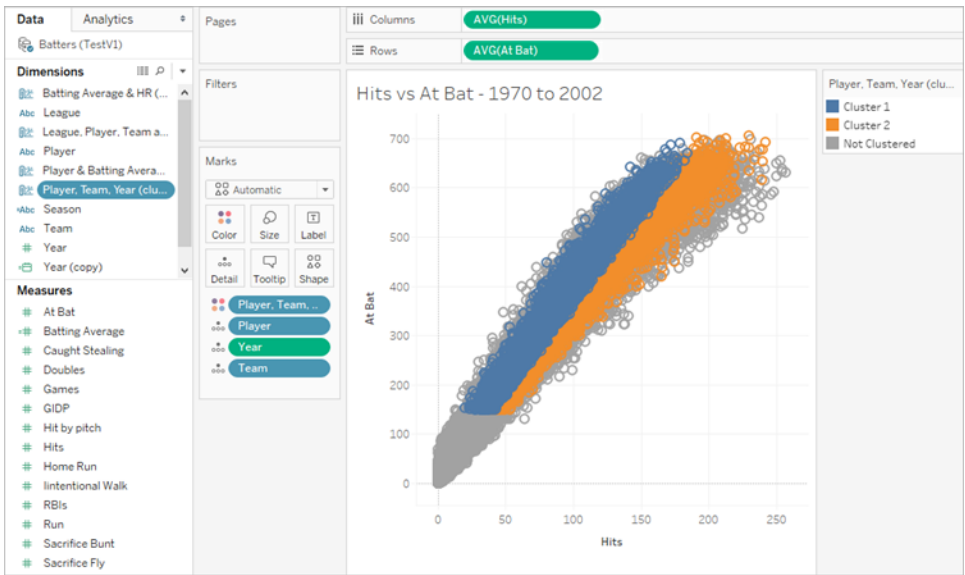 Data Analytics
Batters (TestV1)
Dimensions
Batting Average & HR (...
Abc League
League, Player, Team a...
Abc Player
Player & Batting Avera...
Player, Team, Year (clu...
Abc Season
Abc Team
# Year
Year (copy)
Measures
# At Bat
# Batting Average
# Caught Stealing
# Doubles
# Games
# GIDP
# Hit by pitch
# Hits
# Home Run
# Iintentional Walk
# RBIs
# Run
# Sacrifice Bunt
# Sacrifice Fly
Pages
Filters
Marks
Automatic
Color Size Label
Detail Tooltip Shape
Player, Team, ..
Player
Year
Team
Columns AVG(Hits)
Rows AVG(At Bat)
Hits vs At Bat - 1970 to 2002
At Bat
700
600
500
400
300
200
100
0
0 50 100 150 200 250
Hits
Player, Team, Year (clu...
Cluster 1
Cluster 2
Not Clustered